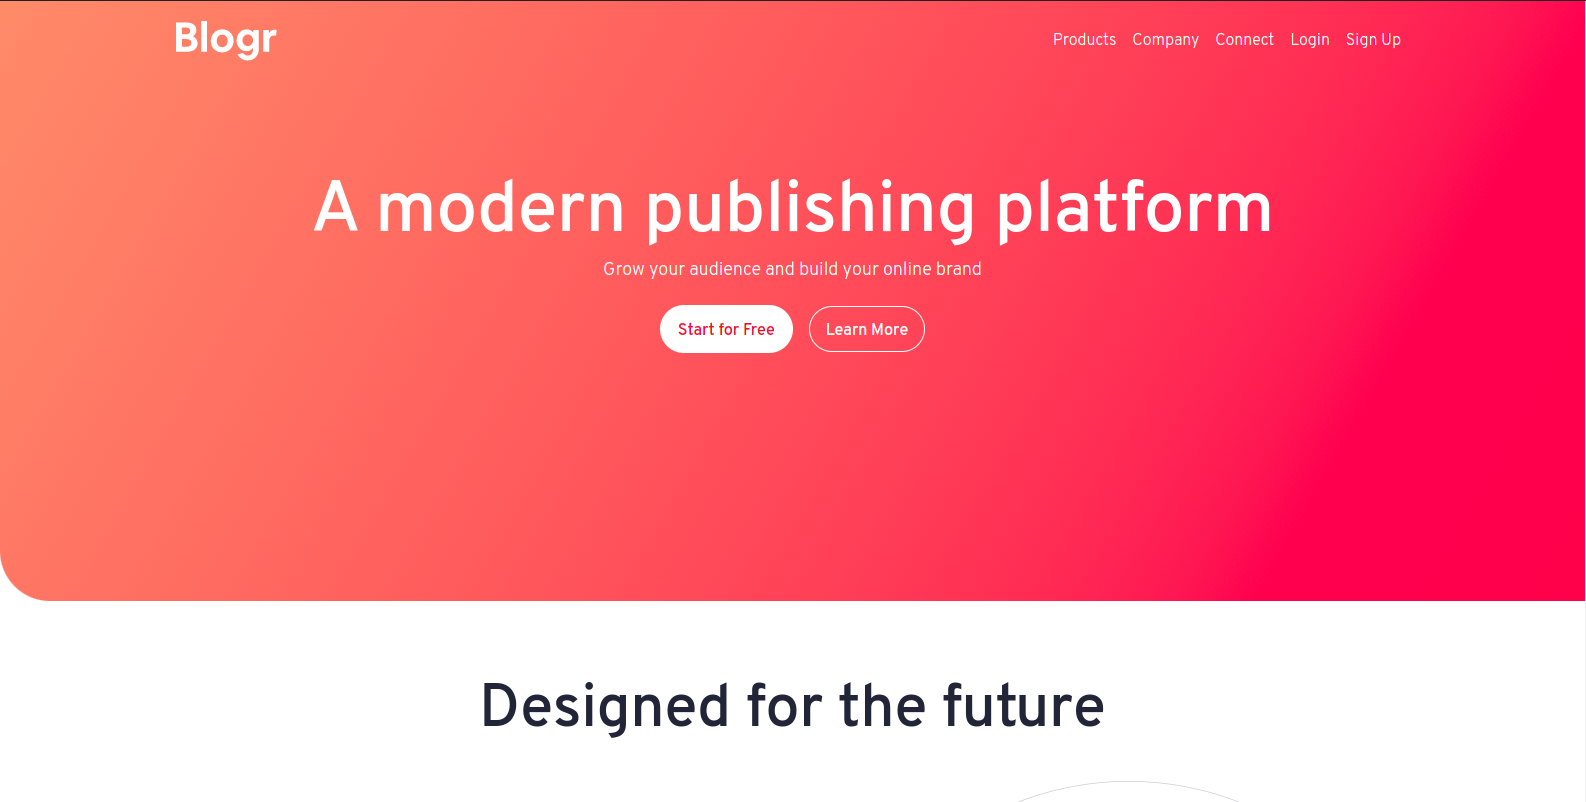 Blogr
Products Company Connect Login Sign Up
A modern publishing platform
Grow your audience and build your online brand
Start for Free Learn More
Designed for the future